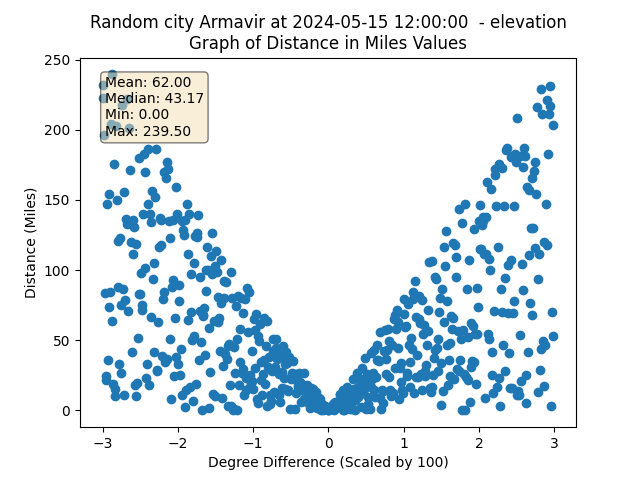 Random city Armavir at 2024-05-15 12:00:00  - elevation
Graph of Distance in Miles Values
250
200
150
100
50
0
Distance (Miles)
Mean: 62.00
Median: 43.17
Min: 0.00
Max: 239.50
−3 −2 −1 0 1 2 3
Degree Difference (Scaled by 100)